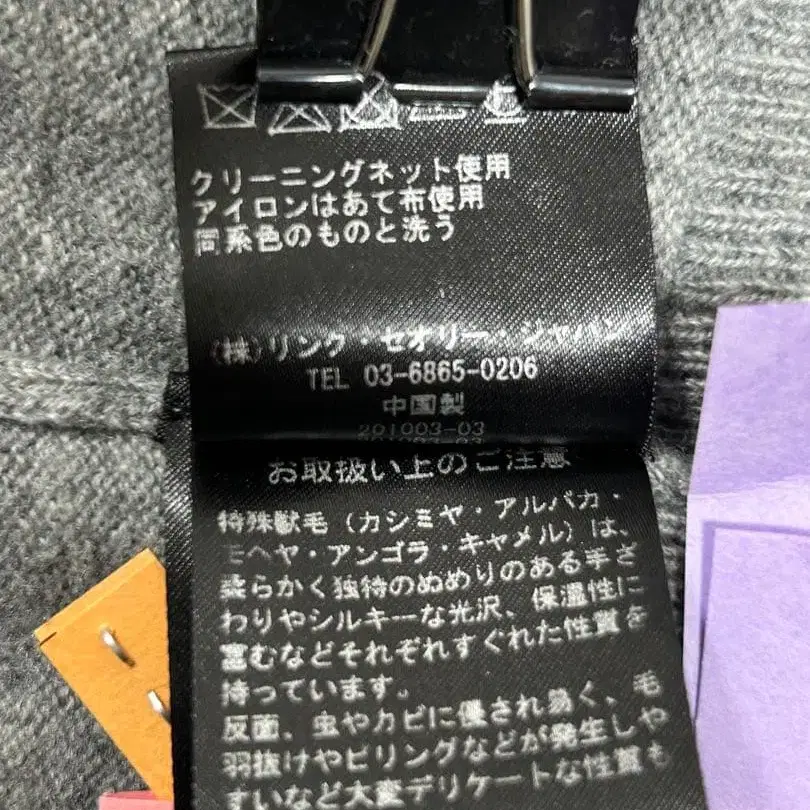 クリーニングネット使用
アイロンはあて布使用
同系色のものと洗う
(株)リンク・セオリー・ジャパン
TEL 03-6865-0206
中国製
201003-03
お取扱い上のご注意
特殊獣毛（カシミヤ・アルパカ・
モヘヤ・アンゴラ・キャメル）は、
柔らかく独特のぬめりのある手ざ
わりやシルキーな光沢、保温性に
富むなどそれぞれすぐれた性質を
持っています。
反面、虫やカビに侵され易く、毛
羽抜けやピリングなどが発生しや
すいなど大変デリケートな性質も